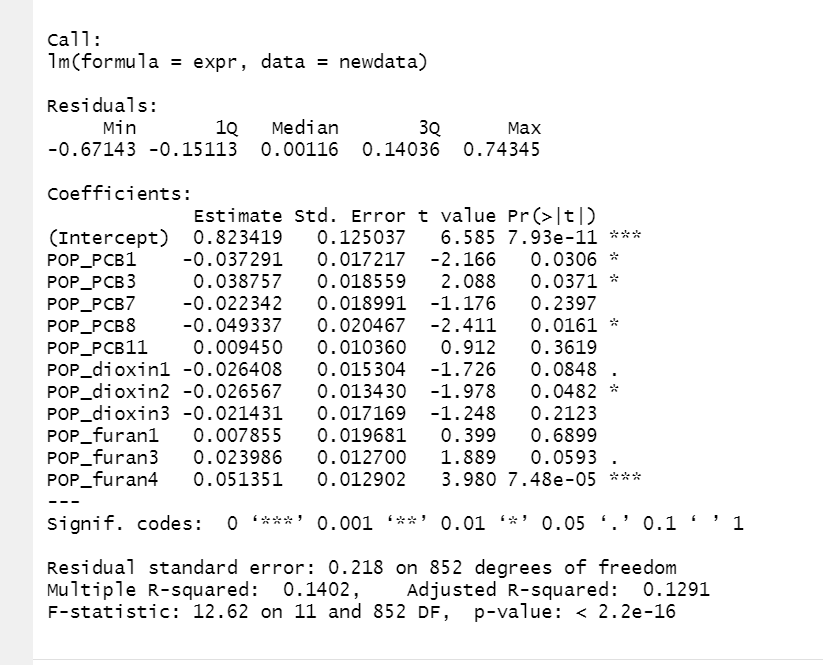 Call:
lm(formula = expr, data = newdata)
Residuals:
Min 1Q Median 3Q Max
-0.67143 -0.15113 0.00116 0.14036 0.74345
Coefficients:
Estimate Std. Error t value Pr(>|t|)
(Intercept) 0.823419 0.125037 6.585 7.93e-11 ***
POP_PCB1 -0.037291 0.017217 -2.166 0.0306 *
POP_PCB3 0.038757 0.018559 2.088 0.0371 *
POP_PCB7 -0.022342 0.018991 -1.176 0.2397
POP_PCB8 -0.049337 0.020467 -2.411 0.0161 *
POP_PCB11 0.009450 0.010360 0.912 0.3619
POP_dioxin1 -0.026408 0.015304 -1.726 0.0848 .
POP_dioxin2 -0.026567 0.013430 -1.978 0.0482 *
POP_dioxin3 -0.021431 0.017169 -1.248 0.2123
POP_furan1 0.007855 0.019681 0.399 0.6899
POP_furan3 0.023986 0.012700 1.889 0.0593 .
POP_furan4 0.051351 0.012902 3.980 7.48e-05 ***
---
Signif. codes: 0 ‘***’ 0.001 ‘**’ 0.01 ‘*’ 0.05 ‘.’ 0.1 ‘ ’ 1
Residual standard error: 0.218 on 852 degrees of freedom
Multiple R-squared: 0.1402, Adjusted R-squared: 0.1291
F-statistic: 12.62 on 11 and 852 DF, p-value: < 2.2e-16